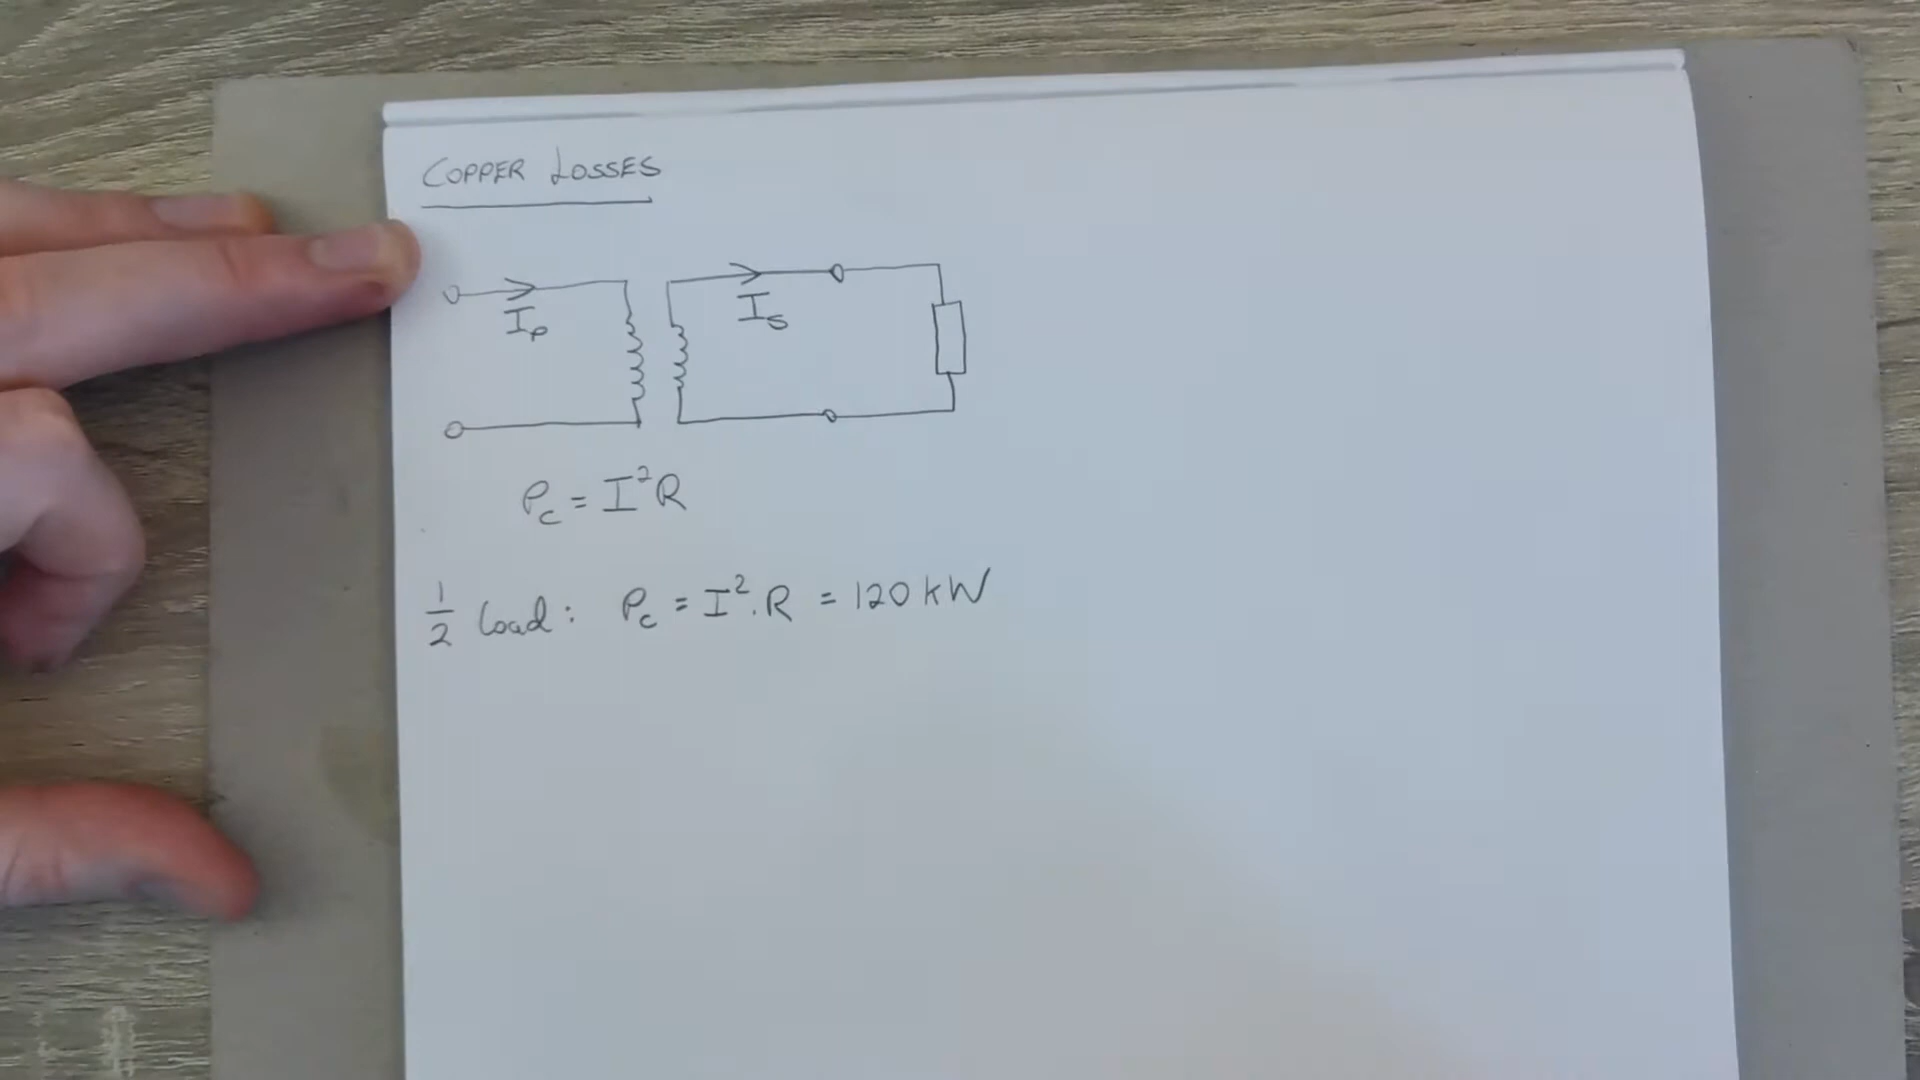 COPPER LOSSES
Ip
Is
Pc = I²R
1/2 load: Pc = I².R = 120 kW